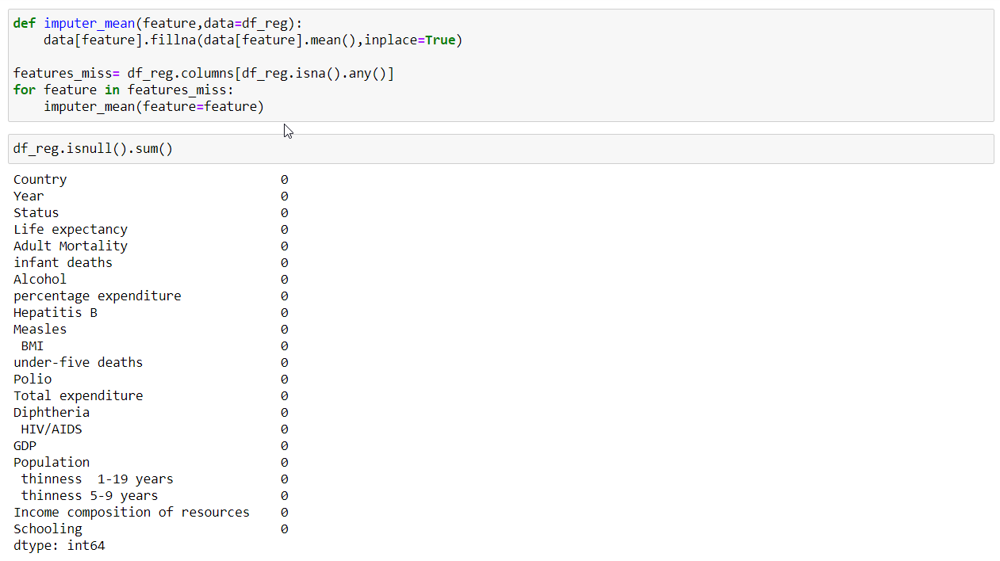 def imputer_mean(feature,data=df_reg):
    data[feature].fillna(data[feature].mean(),inplace=True)
features_miss= df_reg.columns[df_reg.isna().any()]
for feature in features_miss:
    imputer_mean(feature=feature)
df_reg.isnull().sum()
Country                            0
Year                               0
Status                             0
Life expectancy                    0
Adult Mortality                    0
infant deaths                      0
Alcohol                            0
percentage expenditure             0
Hepatitis B                        0
Measles                            0
 BMI                               0
under-five deaths                  0
Polio                              0
Total expenditure                  0
Diphtheria                         0
 HIV/AIDS                          0
GDP                                0
Population                         0
 thinness  1-19 years              0
 thinness 5-9 years                0
Income composition of resources    0
Schooling                          0
dtype: int64